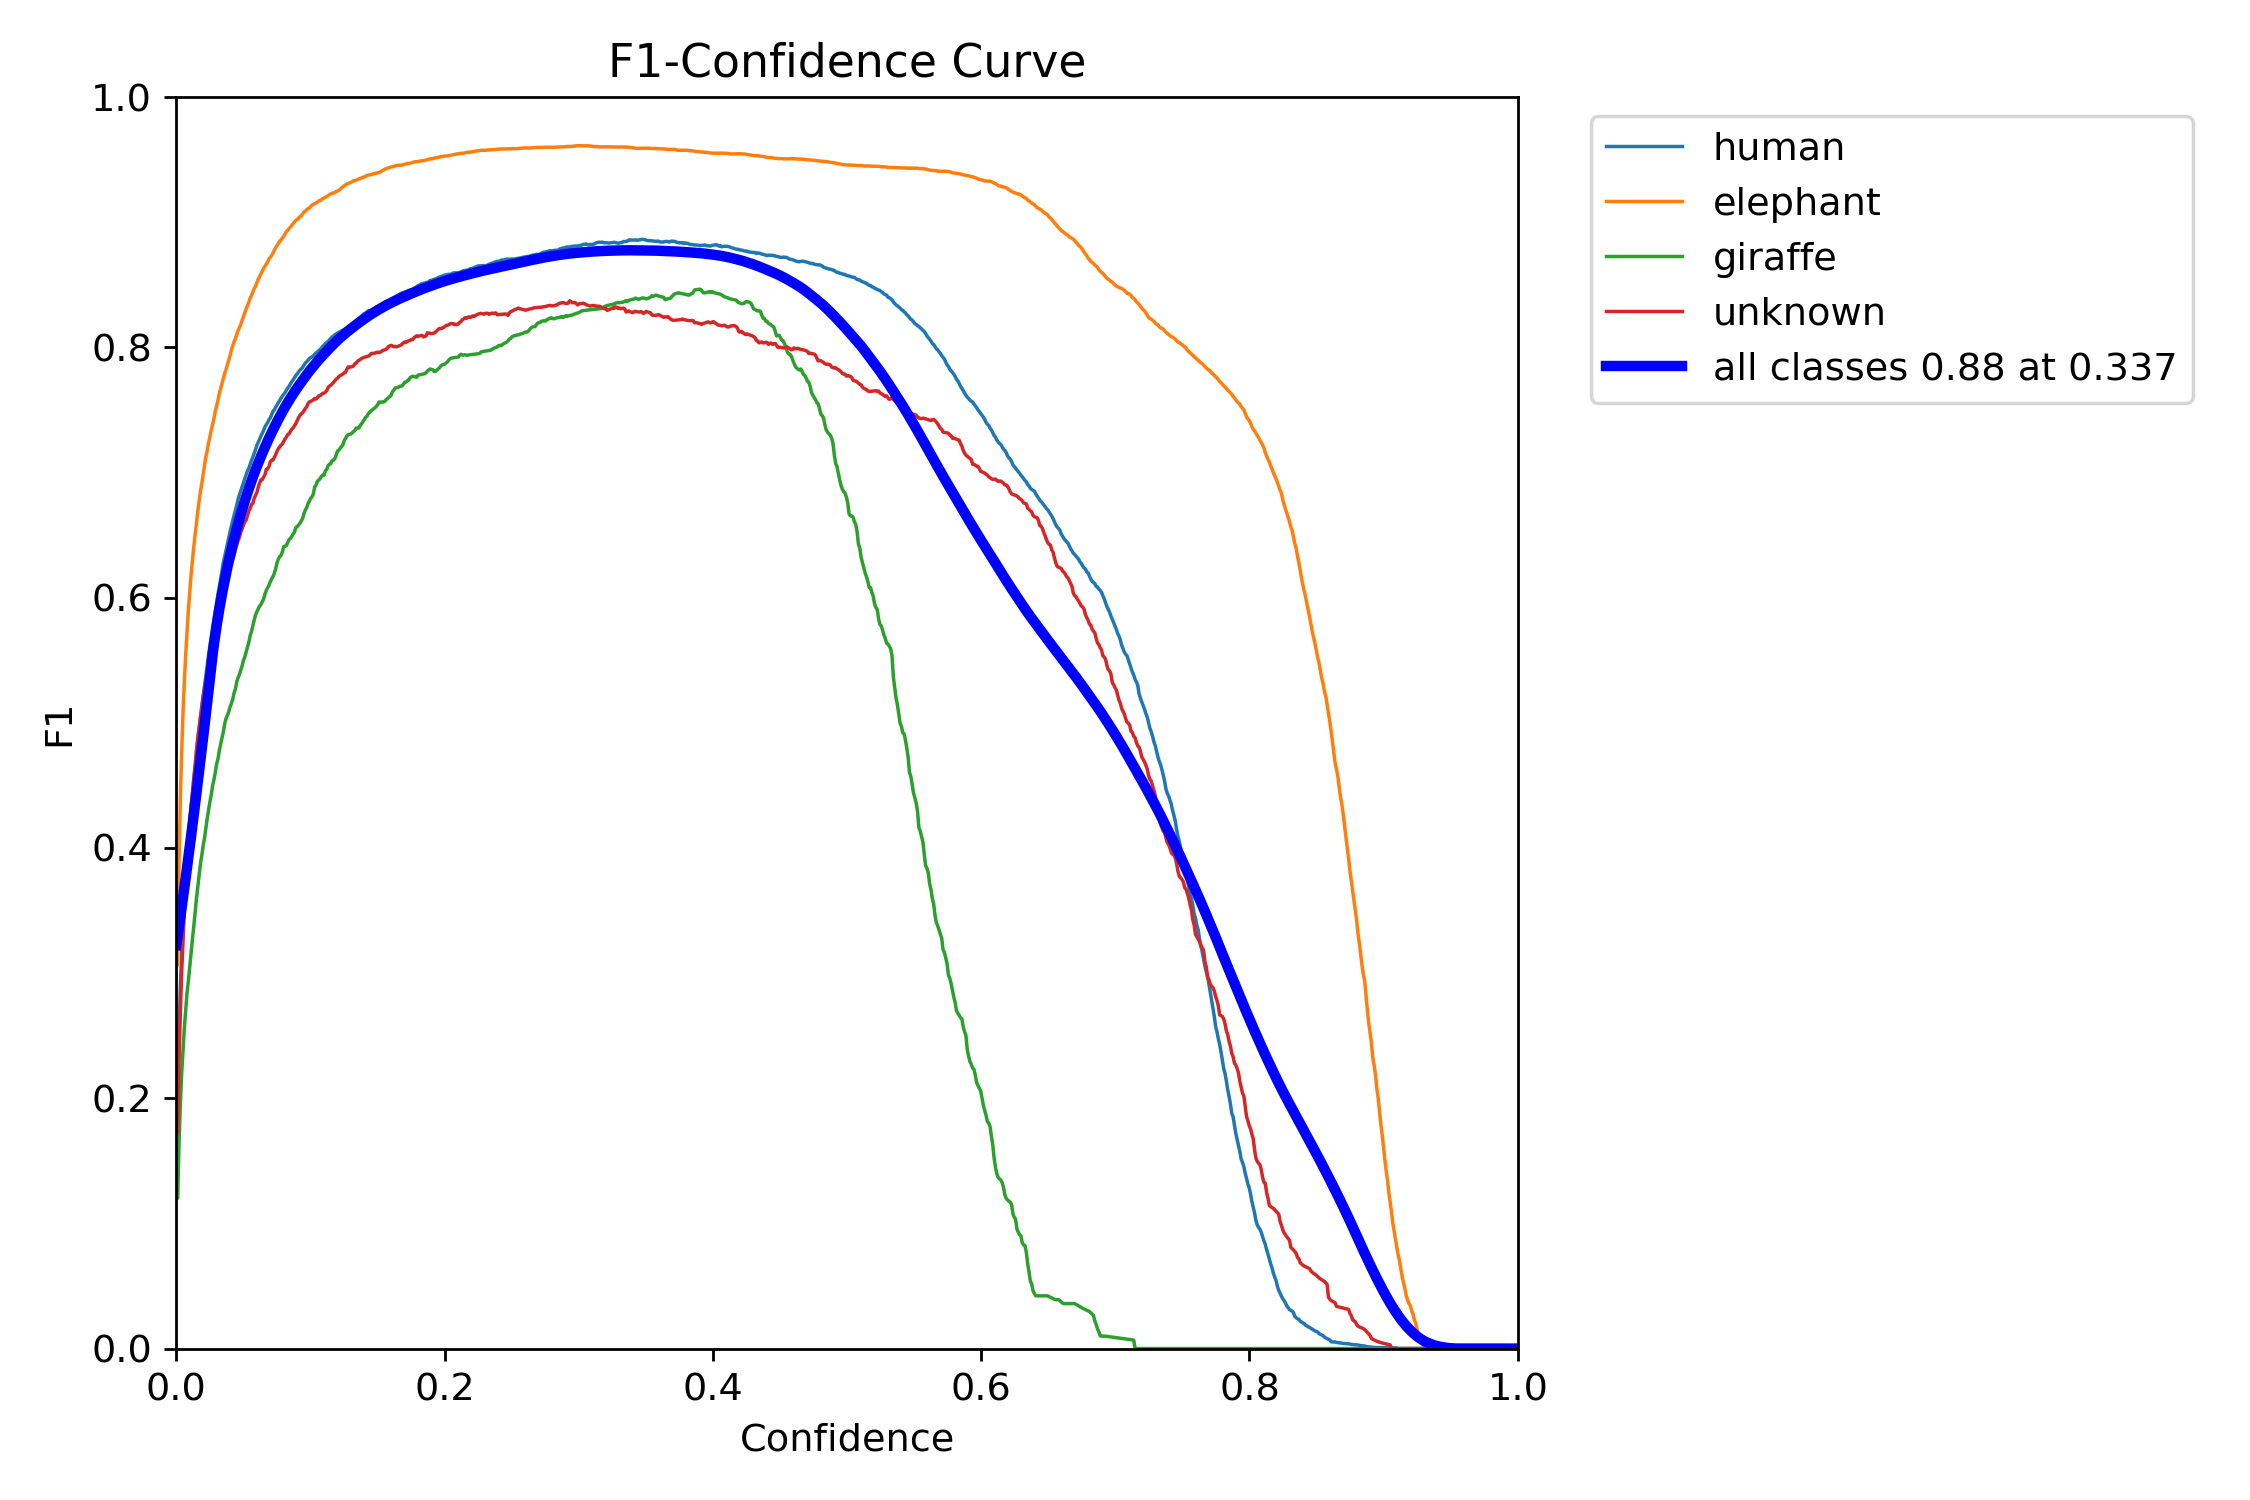 F1-Confidence Curve
1.0
0.8
0.6
0.4
0.2
0.0
F1
0.0 0.2 0.4 0.6 0.8 1.0
Confidence
human
elephant
giraffe
unknown
all classes 0.88 at 0.337